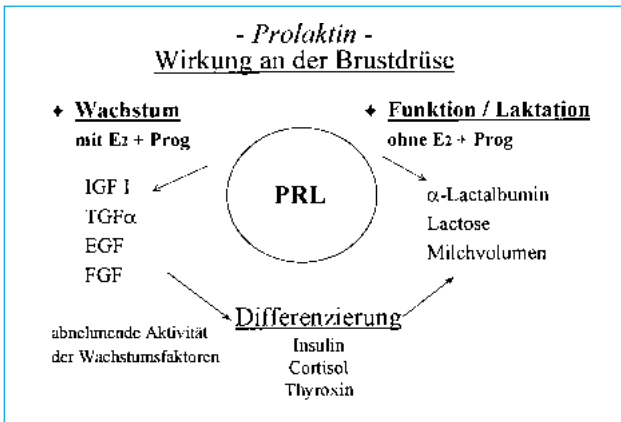 - Prolaktin -
Wirkung an der Brustdrüse
✦ Wachstum
mit E₂ + Prog
✦ Funktion / Laktation
ohne E₂ + Prog
PRL
IGF I
TGFα
EGF
FGF
α-Lactalbumin
Lactose
Milchvolumen
abnehmende Aktivität
der Wachstumsfaktoren
Differenzierung
Insulin
Cortisol
Thyroxin